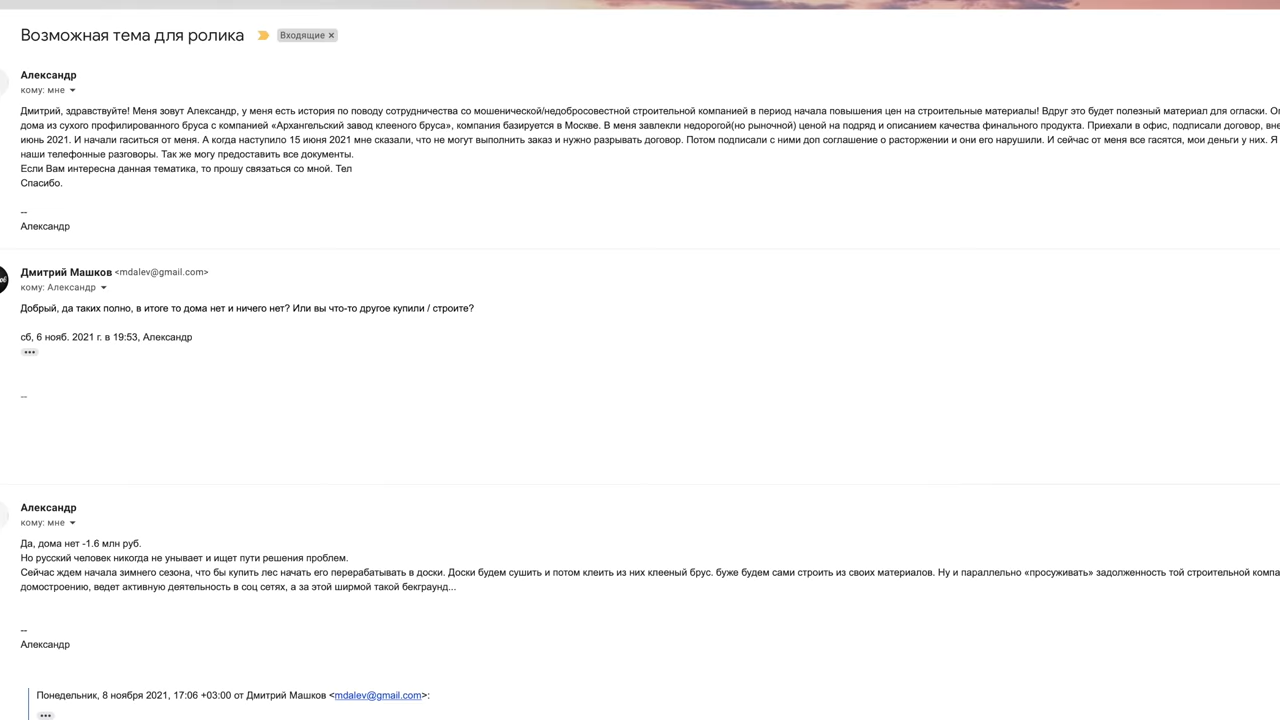 Возможная тема для ролика
Входящие ×
Александр
кому: мне
Дмитрий, здравствуйте! Меня зовут Александр, у меня есть история по поводу сотрудничества со мошенической/недобросовестной строительной компанией в период начала повышения цен на строительные материалы! Вдруг это будет полезный материал для огласки.
дома из сухого профилированного бруса с компанией «Архангельский завод клееного бруса», компания базируется в Москве. В меня завлекли недорогой(но рыночной) ценой на подряд и описанием качества финального продукта. Приехали в офис, подписали договор,
июнь 2021. И начали гаситься от меня. А когда наступило 15 июня 2021 мне сказали, что не могут выполнить заказ и нужно разрывать договор. Потом подписали с ними доп соглашение о расторжении и они его нарушили. И сейчас от меня все гасятся, мои деньги у них. Я
наши телефонные разговоры. Так же могу предоставить все документы.
Если Вам интересна данная тематика, то прошу связаться со мной. Тел
Спасибо.
--
Александр
Дмитрий Машков <mdalev@gmail.com>
кому: Александр
Добрый, да таких полно, в итоге то дома нет и ничего нет? Или вы что-то другое купили / строите?
сб, 6 нояб. 2021 г. в 19:53, Александр
--
Александр
кому: мне
Да, дома нет -1.6 млн руб.
Но русский человек никогда не унывает и ищет пути решения проблем.
Сейчас ждем начала зимнего сезона, что бы купить лес начать его перерабатывать в доски. Доски будем сушить и потом клеить из них клееный брус. буже будем сами строить из своих материалов. Ну и параллельно «просуживать» задолженность той строительной
домостроению, ведет активную деятельность в соц сетях, а за этой ширмой такой бекграунд...
--
Александр
Понедельник, 8 ноября 2021, 17:06 +03:00 от Дмитрий Машков <mdalev@gmail.com>: